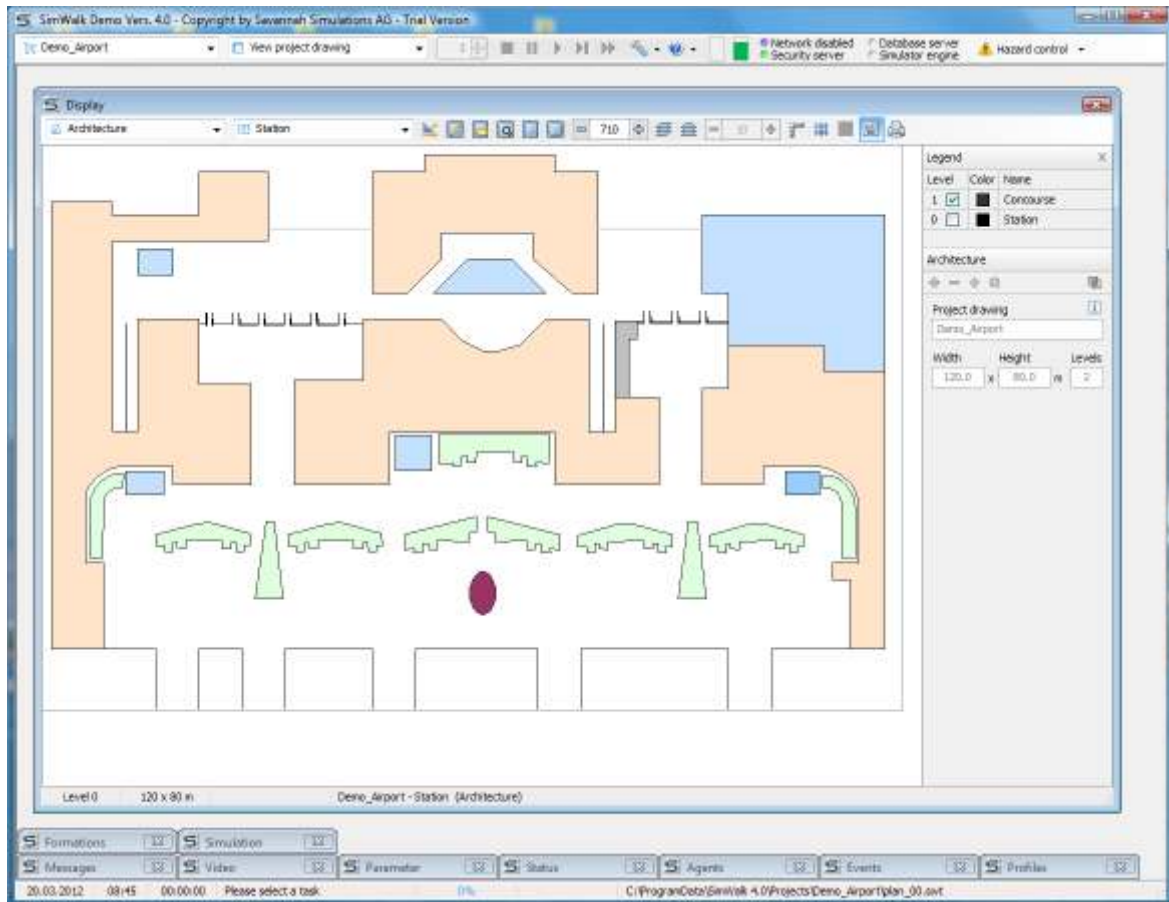 SimWalk Demo Vers. 4.0 - Copyright by Savannah Simulations AG - Trial Version
Demo_Airport View project drawing Network disabled Database server Hazard control
Security server Simulator engine
Display
Architecture Station 710
Legend
Level Color Name
1 Concourse
0 Station
Architecture
Project drawing
Demo_Airport
Width Height Levels
120.0 x 80.0 m 2
Level 0 120 x 80 m Demo_Airport - Station (Architecture)
Formations Simulation
Messages Video Parameter Status Agents Events Profiles
20.03.2012 08:45 00:00:00 Please select a task 0% C:\ProgramData\SimWalk 4.0\Projects\Demo_Airport\plan_00.swt